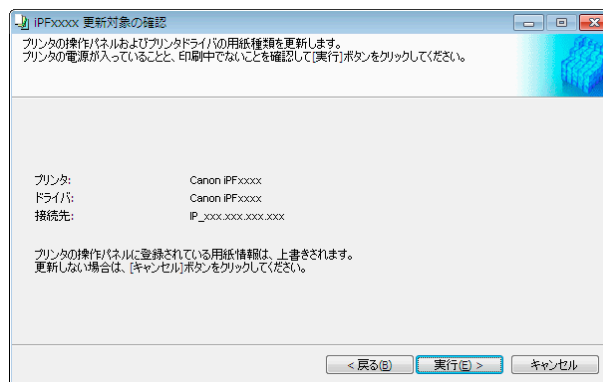 iPFxxxx 更新対象の確認
プリンタの操作パネルおよびプリンタドライバの用紙種類を更新します。
プリンタの電源が入っていることと、印刷中でないことを確認して[実行]ボタンをクリックしてください。
プリンタ: Canon iPFxxxx
ドライバ: Canon iPFxxxx
接続先: IP_xxx.xxx.xxx.xxx
プリンタの操作パネルに登録されている用紙情報は、上書きされます。
更新しない場合は、[キャンセル]ボタンをクリックしてください。
< 戻る(B) 実行(E) > キャンセル